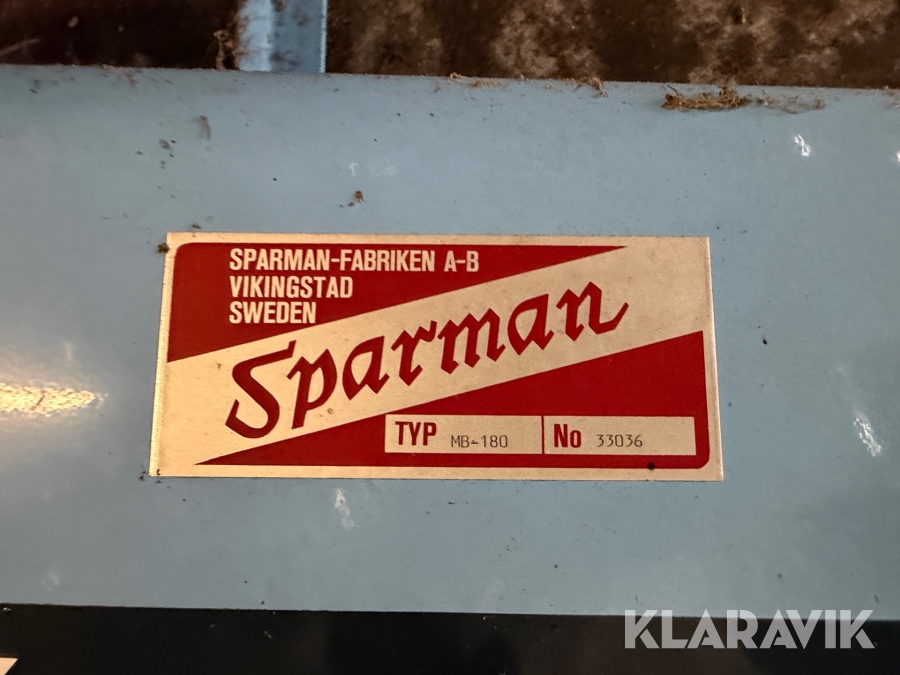 SPARMAN-FABRIKEN A-B
VIKINGSTAD
SWEDEN
Sparman
TYP MB-180 No 33036
KLARAVIK